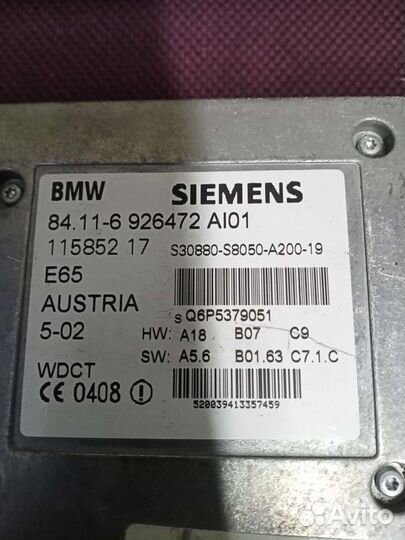 BMW SIEMENS
84.11-6 926472 AI01
115852 17 S30880-S8050-A200-19
E65
AUSTRIA
S Q6P5379051
5-02 HW: A18 B07 C9
SW: A5.6 B01.63 C7.1.C
WDCT
CE 0408
520039413357459
Avito